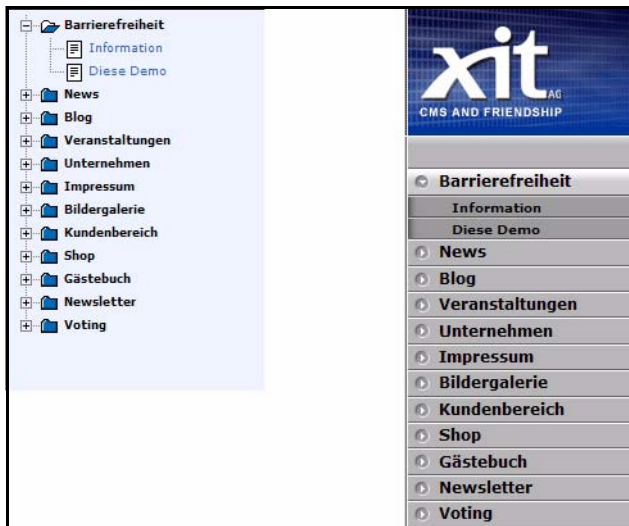 Barrierefreiheit
Information
Diese Demo
News
Blog
Veranstaltungen
Unternehmen
Impressum
Bildergalerie
Kundenbereich
Shop
Gästebuch
Newsletter
Voting
xit
AG
CMS AND FRIENDSHIP
Barrierefreiheit
Information
Diese Demo
News
Blog
Veranstaltungen
Unternehmen
Impressum
Bildergalerie
Kundenbereich
Shop
Gästebuch
Newsletter
Voting